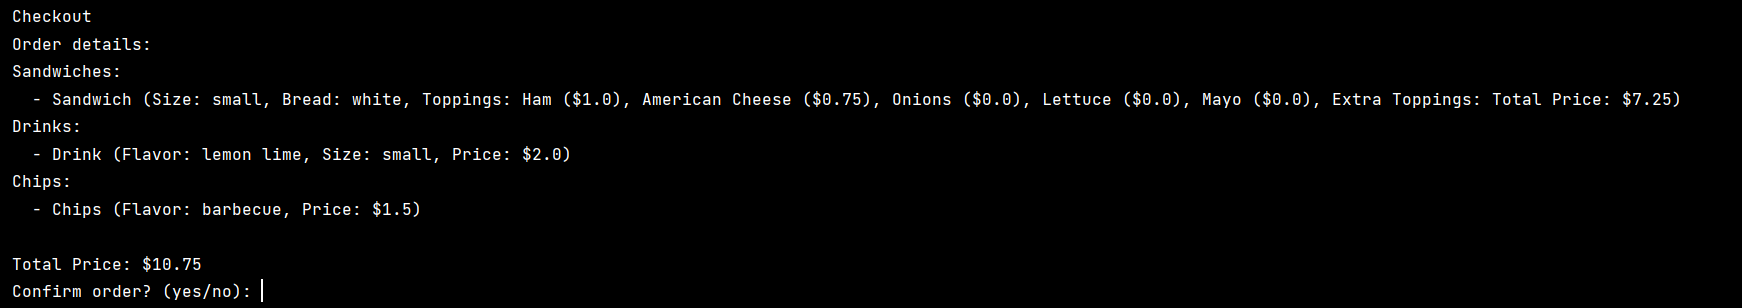 Checkout
Order details:
Sandwiches:
  - Sandwich (Size: small, Bread: white, Toppings: Ham ($1.0), American Cheese ($0.75), Onions ($0.0), Lettuce ($0.0), Mayo ($0.0), Extra Toppings: Total Price: $7.25)
Drinks:
  - Drink (Flavor: lemon lime, Size: small, Price: $2.0)
Chips:
  - Chips (Flavor: barbecue, Price: $1.5)

Total Price: $10.75
Confirm order? (yes/no):